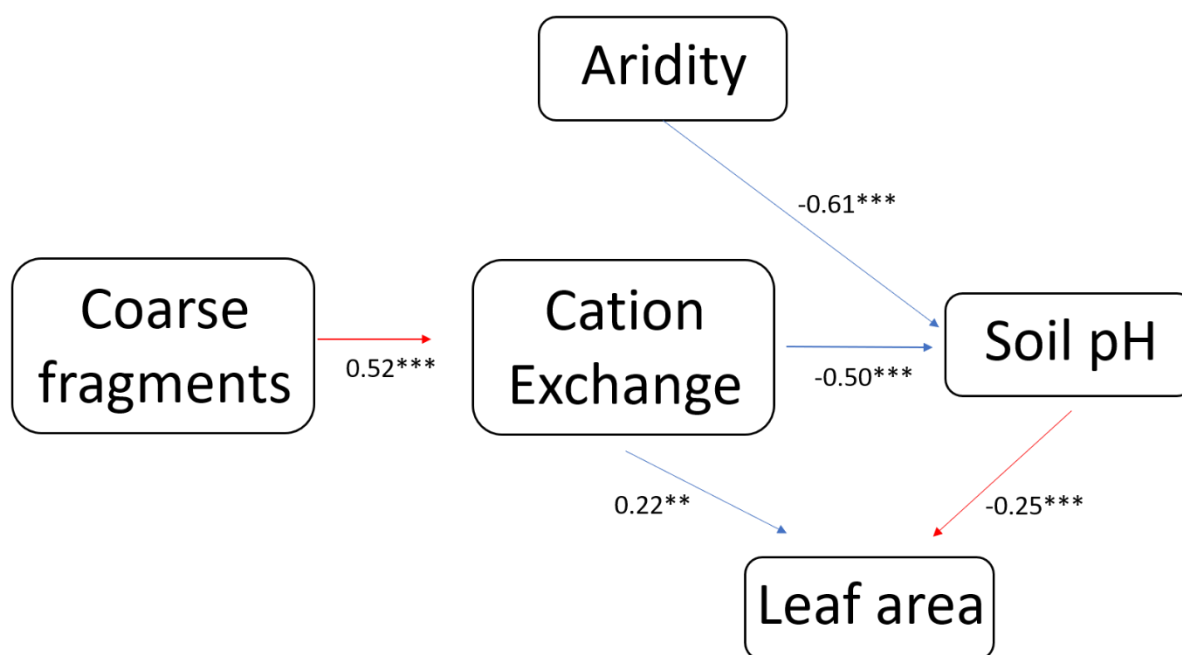 Aridity
-0.61***
Coarse
fragments
0.52***
Cation
Exchange
-0.50***
Soil pH
0.22**
-0.25***
Leaf area